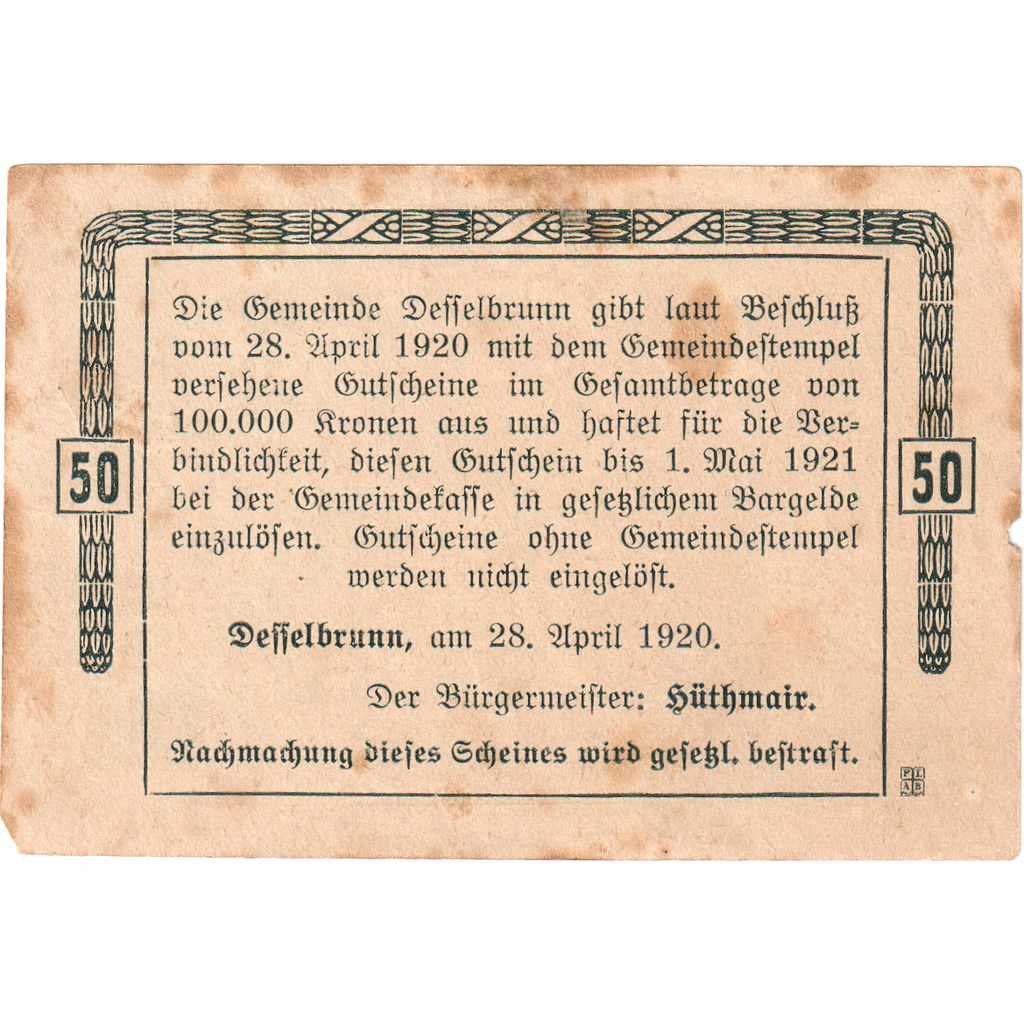 Die Gemeinde Desselbrunn gibt laut Beschluß
vom 28. April 1920 mit dem Gemeindestempel
versehene Gutscheine im Gesamtbetrage von
100.000 Kronen aus und haftet für die Ver-
bindlichkeit, diesen Gutschein bis 1. Mai 1921
bei der Gemeindekasse in gesetzlichem Bargelde
einzulösen. Gutscheine ohne Gemeindestempel
werden nicht eingelöst.
50
50
Desselbrunn, am 28. April 1920.
Der Bürgermeister: Hüthmair.
Nachmachung dieses Scheines wird gesetzl. bestraft.
F I
A B